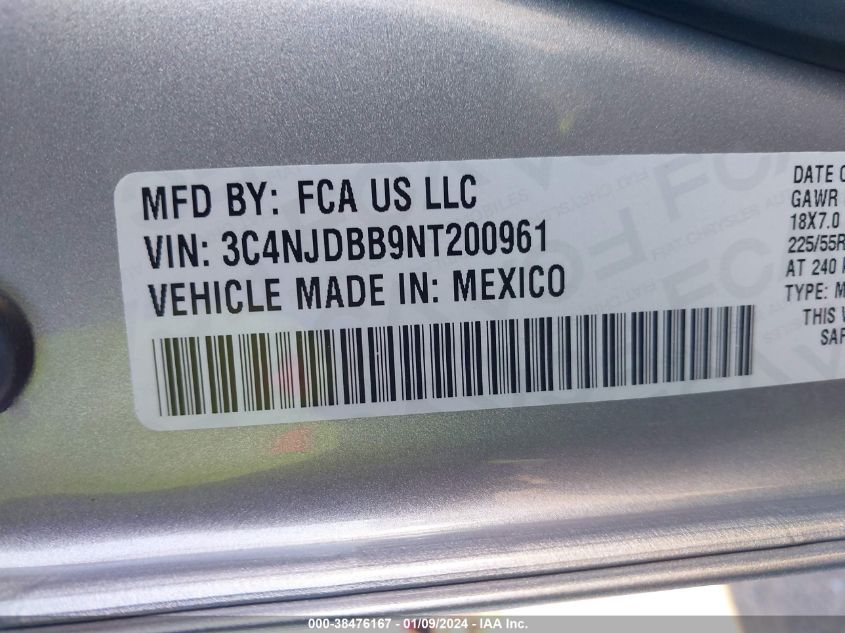 MFD BY: FCA US LLC
VIN: 3C4NJDBB9NT200961
VEHICLE MADE IN: MEXICO
DATE O
GAWR
18X7.0
225/55R
AT 240
TYPE: M
THIS V
SAF
000-38476167 - 01/09/2024 - IAA Inc.